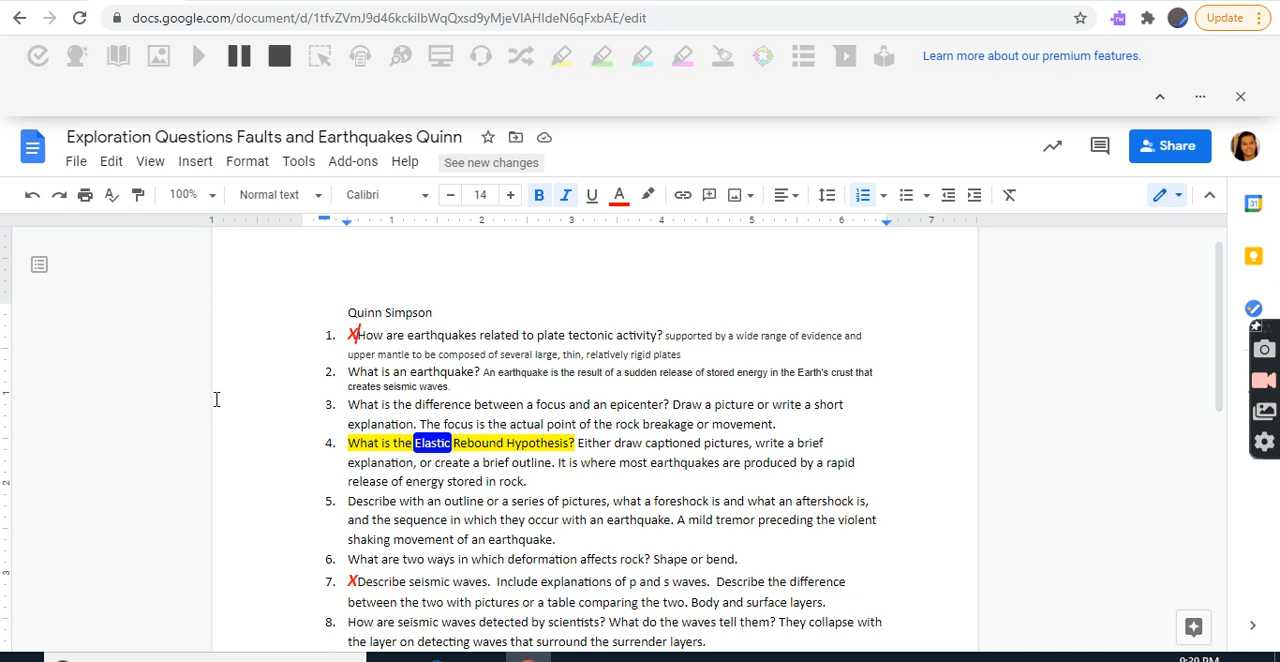 docs.google.com/document/d/1tfvZVmJ9d46kckiIbWqQxsd9yMjeVIAHIdeN6qFxbAE/edit
Update
Learn more about our premium features.
Exploration Questions Faults and Earthquakes Quinn
File Edit View Insert Format Tools Add-ons Help See new changes
Share
100% Normal text Calibri 14 B I U A
1 1 2 3 4 5 6 7
Quinn Simpson
1. XHow are earthquakes related to plate tectonic activity? supported by a wide range of evidence and
upper mantle to be composed of several large, thin, relatively rigid plates
2. What is an earthquake? An earthquake is the result of a sudden release of stored energy in the Earth's crust that
creates seismic waves.
3. What is the difference between a focus and an epicenter? Draw a picture or write a short
explanation. The focus is the actual point of the rock breakage or movement.
4. What is the Elastic Rebound Hypothesis? Either draw captioned pictures, write a brief
explanation, or create a brief outline. It is where most earthquakes are produced by a rapid
release of energy stored in rock.
5. Describe with an outline or a series of pictures, what a foreshock is and what an aftershock is,
and the sequence in which they occur with an earthquake. A mild tremor preceding the violent
shaking movement of an earthquake.
6. What are two ways in which deformation affects rock? Shape or bend.
7. XDescribe seismic waves. Include explanations of p and s waves. Describe the difference
between the two with pictures or a table comparing the two. Body and surface layers.
8. How are seismic waves detected by scientists? What do the waves tell them? They collapse with
the layer on detecting waves that surround the surrender layers.